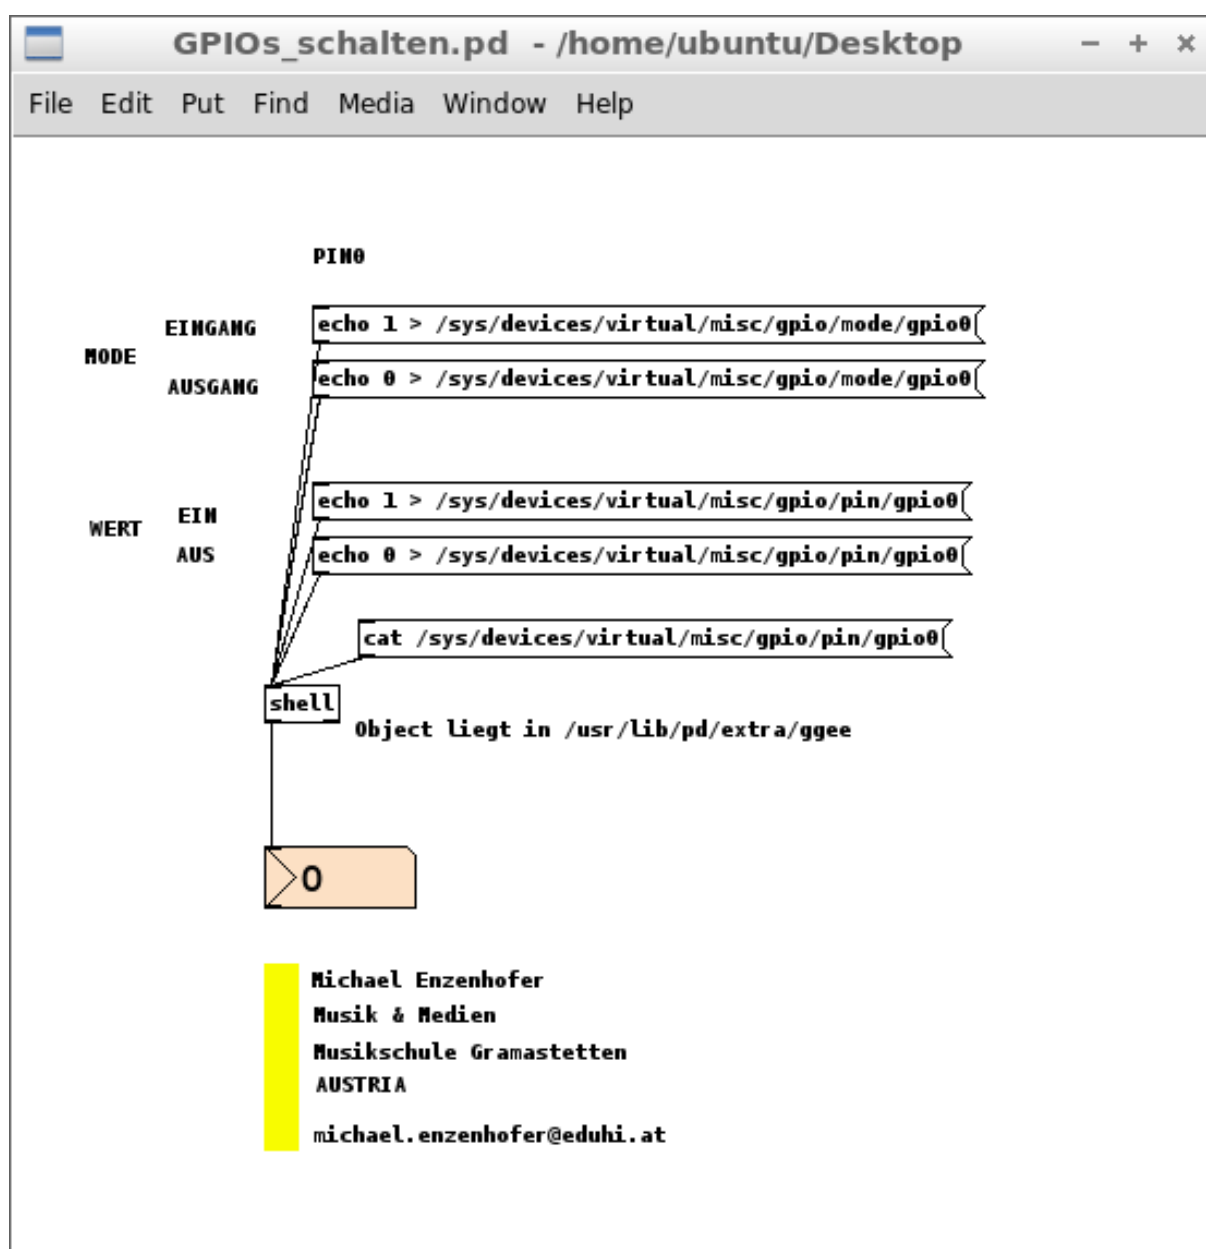 GPIOs_schalten.pd - /home/ubuntu/Desktop
File Edit Put Find Media Window Help
PIN0
EINGANG
echo 1 > /sys/devices/virtual/misc/gpio/mode/gpio0
MODE
AUSGANG
echo 0 > /sys/devices/virtual/misc/gpio/mode/gpio0
WERT
EIN
echo 1 > /sys/devices/virtual/misc/gpio/pin/gpio0
AUS
echo 0 > /sys/devices/virtual/misc/gpio/pin/gpio0
cat /sys/devices/virtual/misc/gpio/pin/gpio0
shell
Object liegt in /usr/lib/pd/extra/ggee
0
Michael Enzenhofer
Musik & Medien
Musikschule Gramastetten
AUSTRIA
michael.enzenhofer@eduhi.at